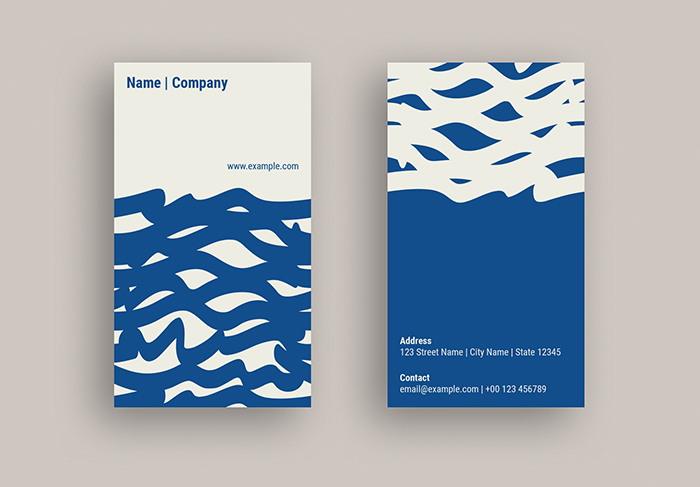 Name | Company
www.example.com
Address
123 Street Name | City Name | State 12345
Contact
email@example.com | +00 123 456789